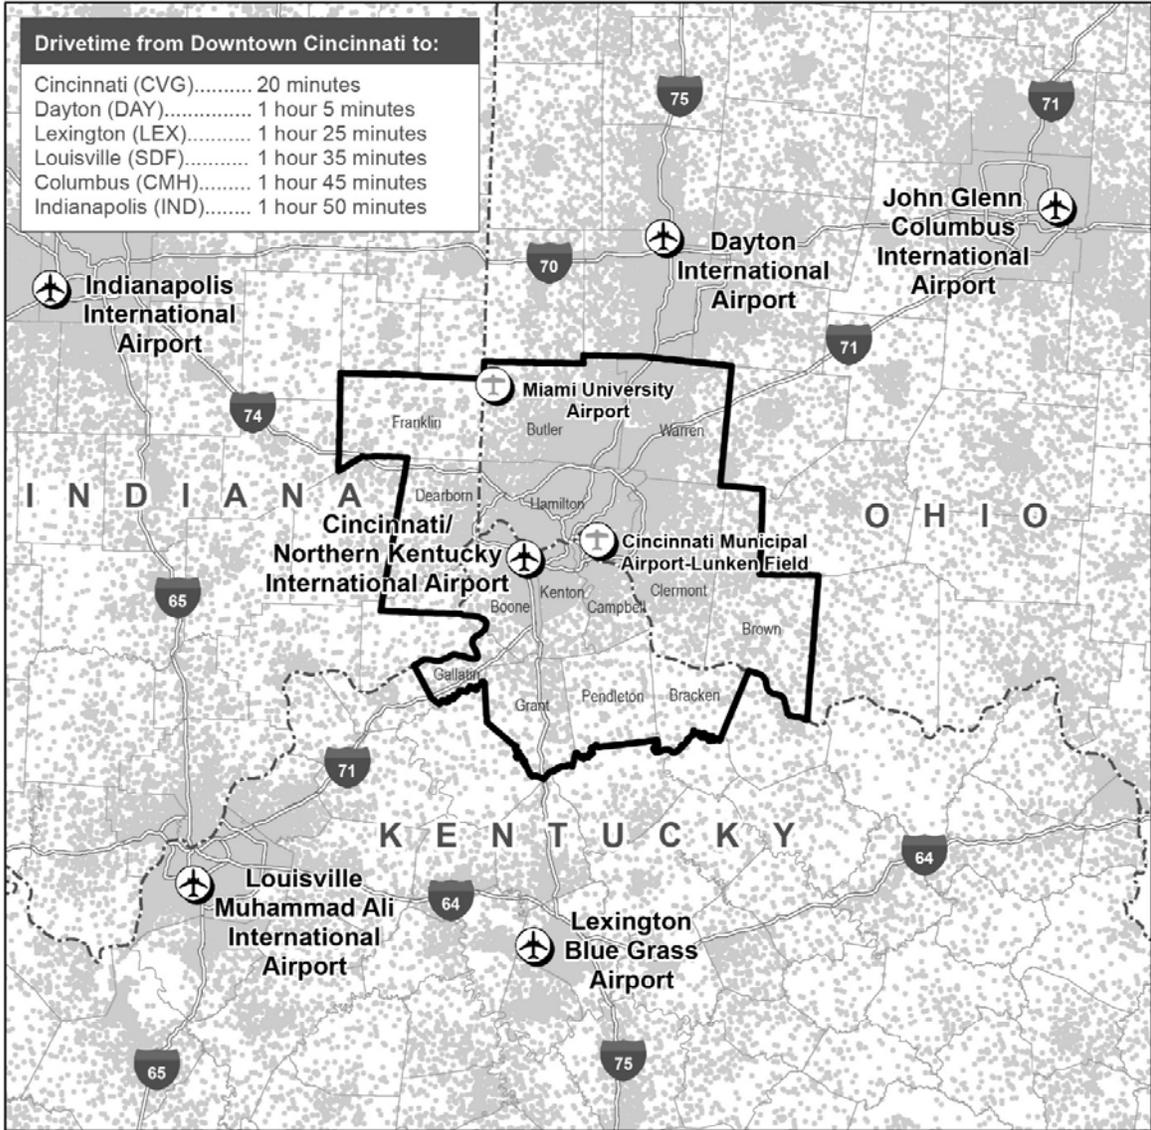 Drivetime from Downtown Cincinnati to:
Cincinnati (CVG).......... 20 minutes
Dayton (DAY)............... 1 hour 5 minutes
Lexington (LEX)........... 1 hour 25 minutes
Louisville (SDF)........... 1 hour 35 minutes
Columbus (CMH)......... 1 hour 45 minutes
Indianapolis (IND)........ 1 hour 50 minutes
75
71
John Glenn
Columbus
International
Airport
Dayton
International
Airport
70
Indianapolis
International
Airport
71
74
Miami University
Airport
Franklin
Butler
Warren
INDIANA
Dearborn
Hamilton
OHIO
Cincinnati/
Northern Kentucky
International Airport
Cincinnati Municipal
Airport-Lunken Field
65
Boone
Kenton
Campbell
Clermont
Brown
Gallatin
Grant
Pendleton
Bracken
71
KENTUCKY
64
Louisville
Muhammad Ali
International
Airport
64
Lexington
Blue Grass
Airport
65
75